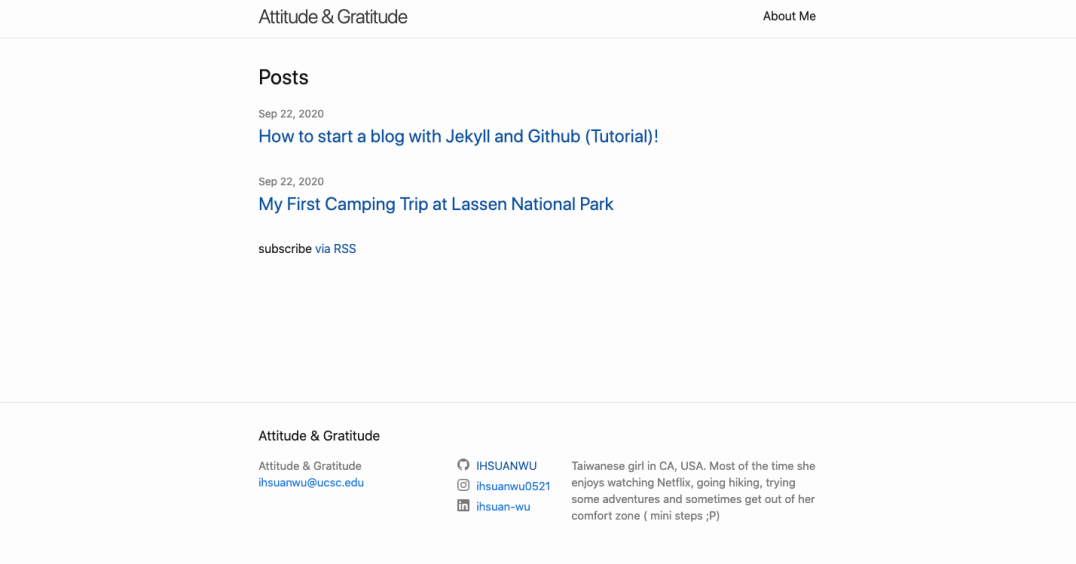 Attitude & Gratitude
About Me
Posts
Sep 22, 2020
How to start a blog with Jekyll and Github (Tutorial)!
Sep 22, 2020
My First Camping Trip at Lassen National Park
subscribe via RSS
Attitude & Gratitude
Attitude & Gratitude
ihsuanwu@ucsc.edu
IHSUANWU
ihsuanwu0521
ihsuan-wu
Taiwanese girl in CA, USA. Most of the time she
enjoys watching Netflix, going hiking, trying
some adventures and sometimes get out of her
comfort zone ( mini steps ;P)